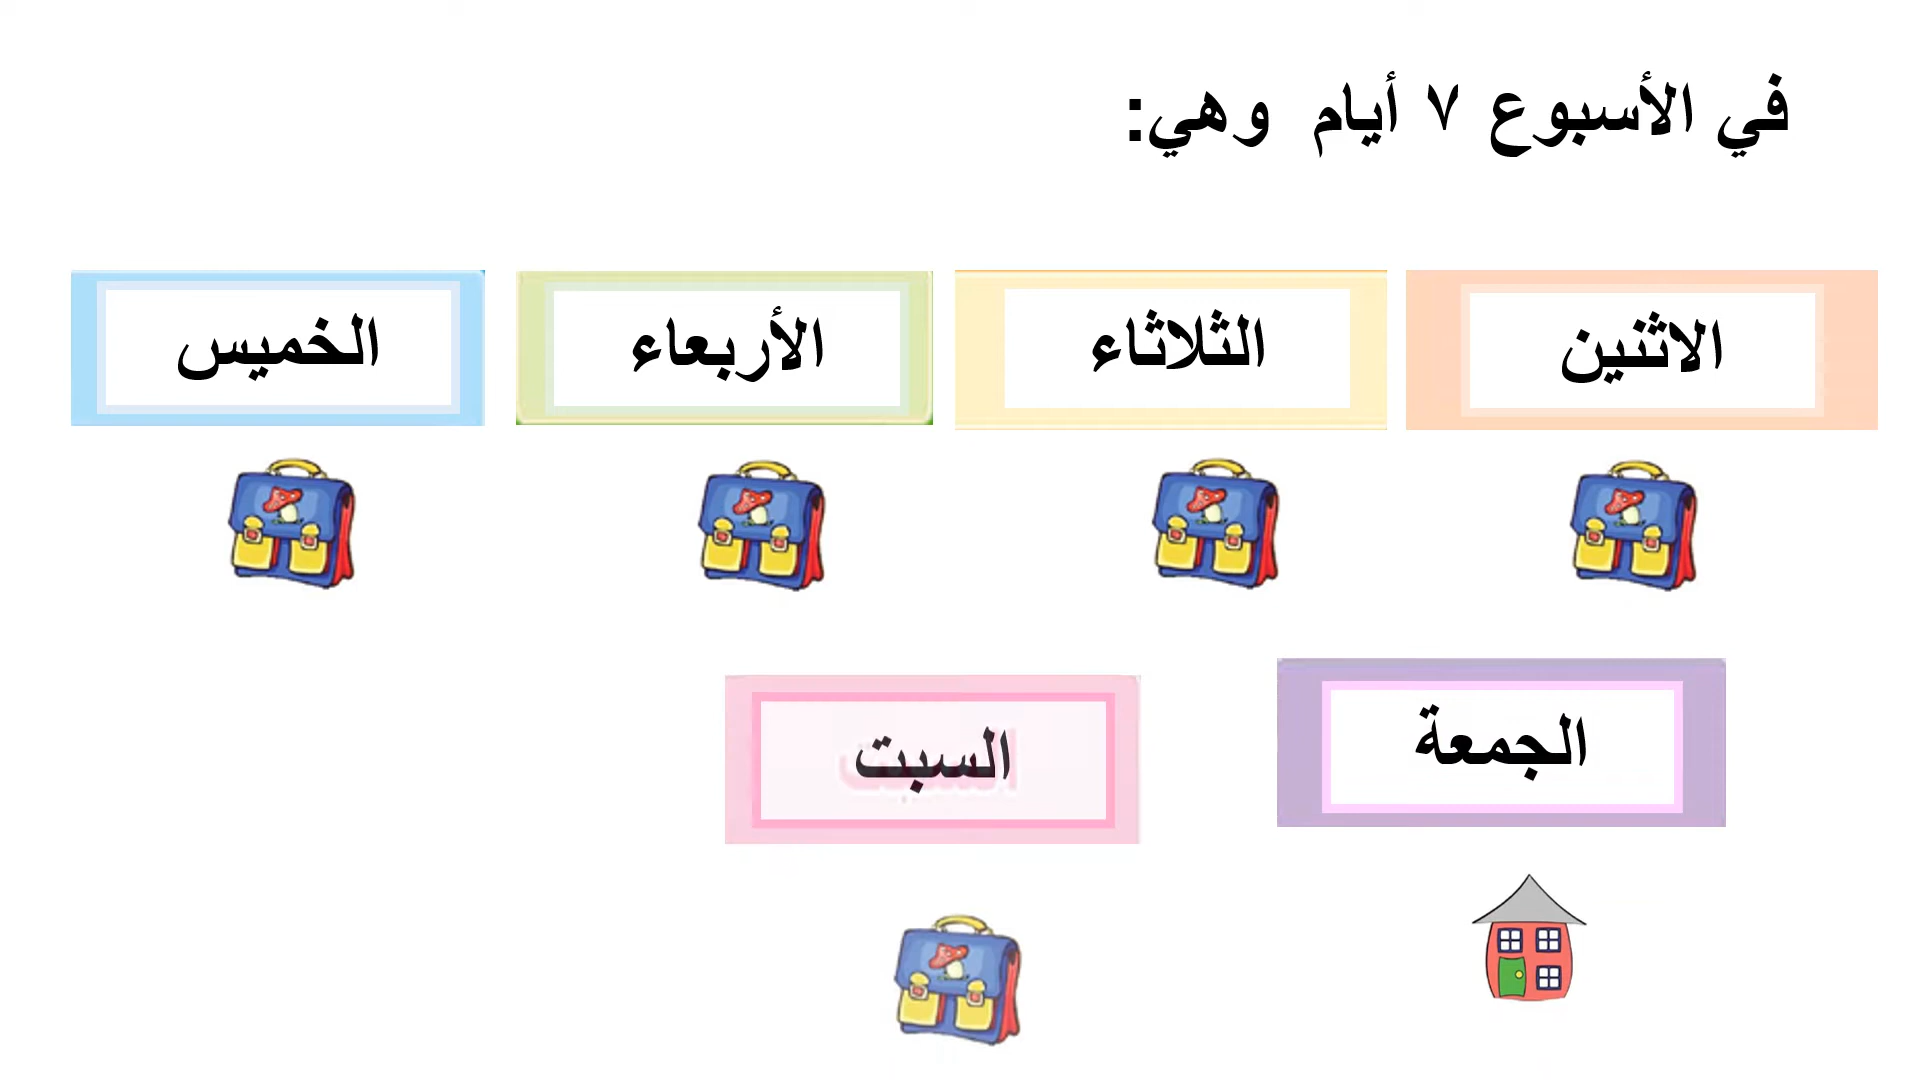 في الأسبوع ٧ أيام وهي:
الاثنين
الثلاثاء
الأربعاء
الخميس
الجمعة
السبت